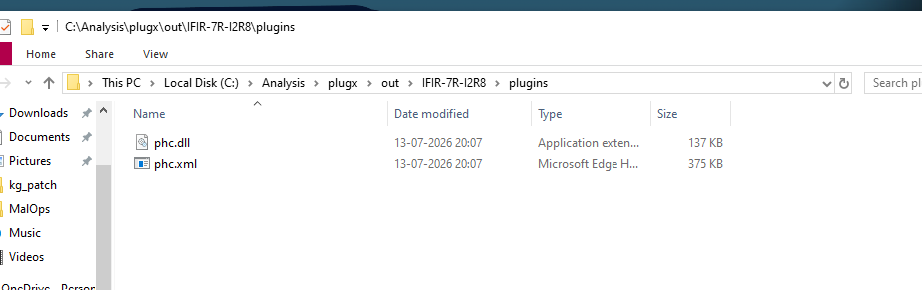 C:\Analysis\plugx\out\IFIR-7R-I2R8\plugins
Home Share View
This PC > Local Disk (C:) > Analysis > plugx > out > IFIR-7R-I2R8 > plugins
Search pl
Name Date modified Type Size
Downloads
phc.dll 13-07-2026 20:07 Application exten... 137 KB
Documents
phc.xml 13-07-2026 20:07 Microsoft Edge H... 375 KB
Pictures
kg_patch
MalOps
Music
Videos
OneDrive - Person